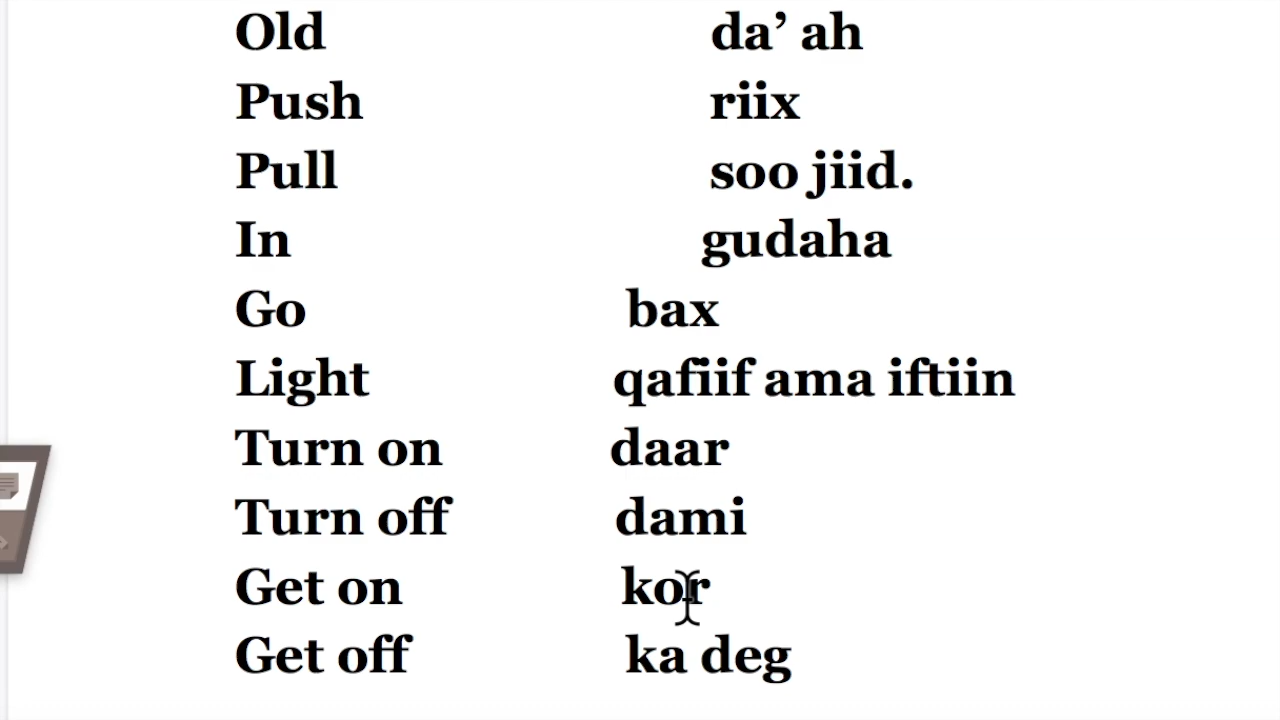 Old da’ ah
Push riix
Pull soo jiid.
In gudaha
Go bax
Light qafiif ama iftiin
Turn on daar
Turn off dami
Get on kor
Get off ka deg